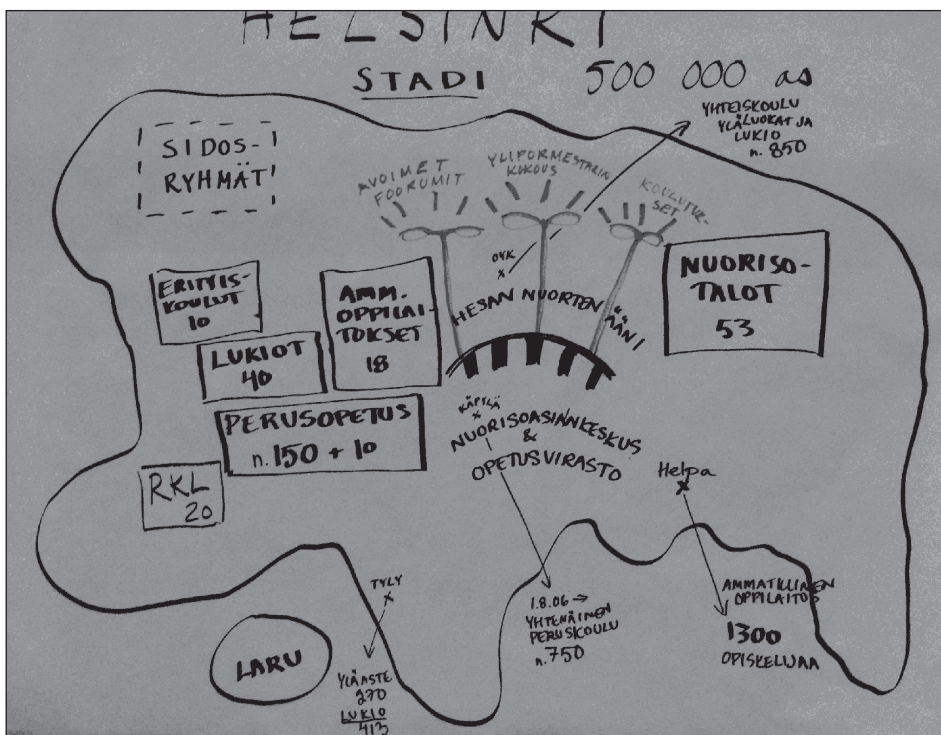 HELSINKI
STADI
500 000 as
YHTEISKOULU
YLÄLUOKAT JA
LUKIO
n. 850
SIDOS-
RYHMÄT
AVOIMET
FOORUMIT
YLIPORMESTARIN
KOKOUS
KOULUTUK-
SET
OYK
HESAN NUORTEN ÄÄNI
NUORISO-
TALOT
53
ERITYIS-
KOULUT
10
AMM.
OPPILAI-
TOKSET
18
LUKIOT
40
PERUSOPETUS
n. 150 + 10
KÄPYLÄ
NUORISOASIAINKESKUS
&
OPETUSVIRASTO
RKL
20
Helpa
TYLY
1.8.06 →
YHTENÄINEN
PERUSKOULU
n. 750
AMMATILLINEN
OPPILAITOS
1300
OPISKELIJAA
LARU
YLÄASTE
270
LUKIO
413